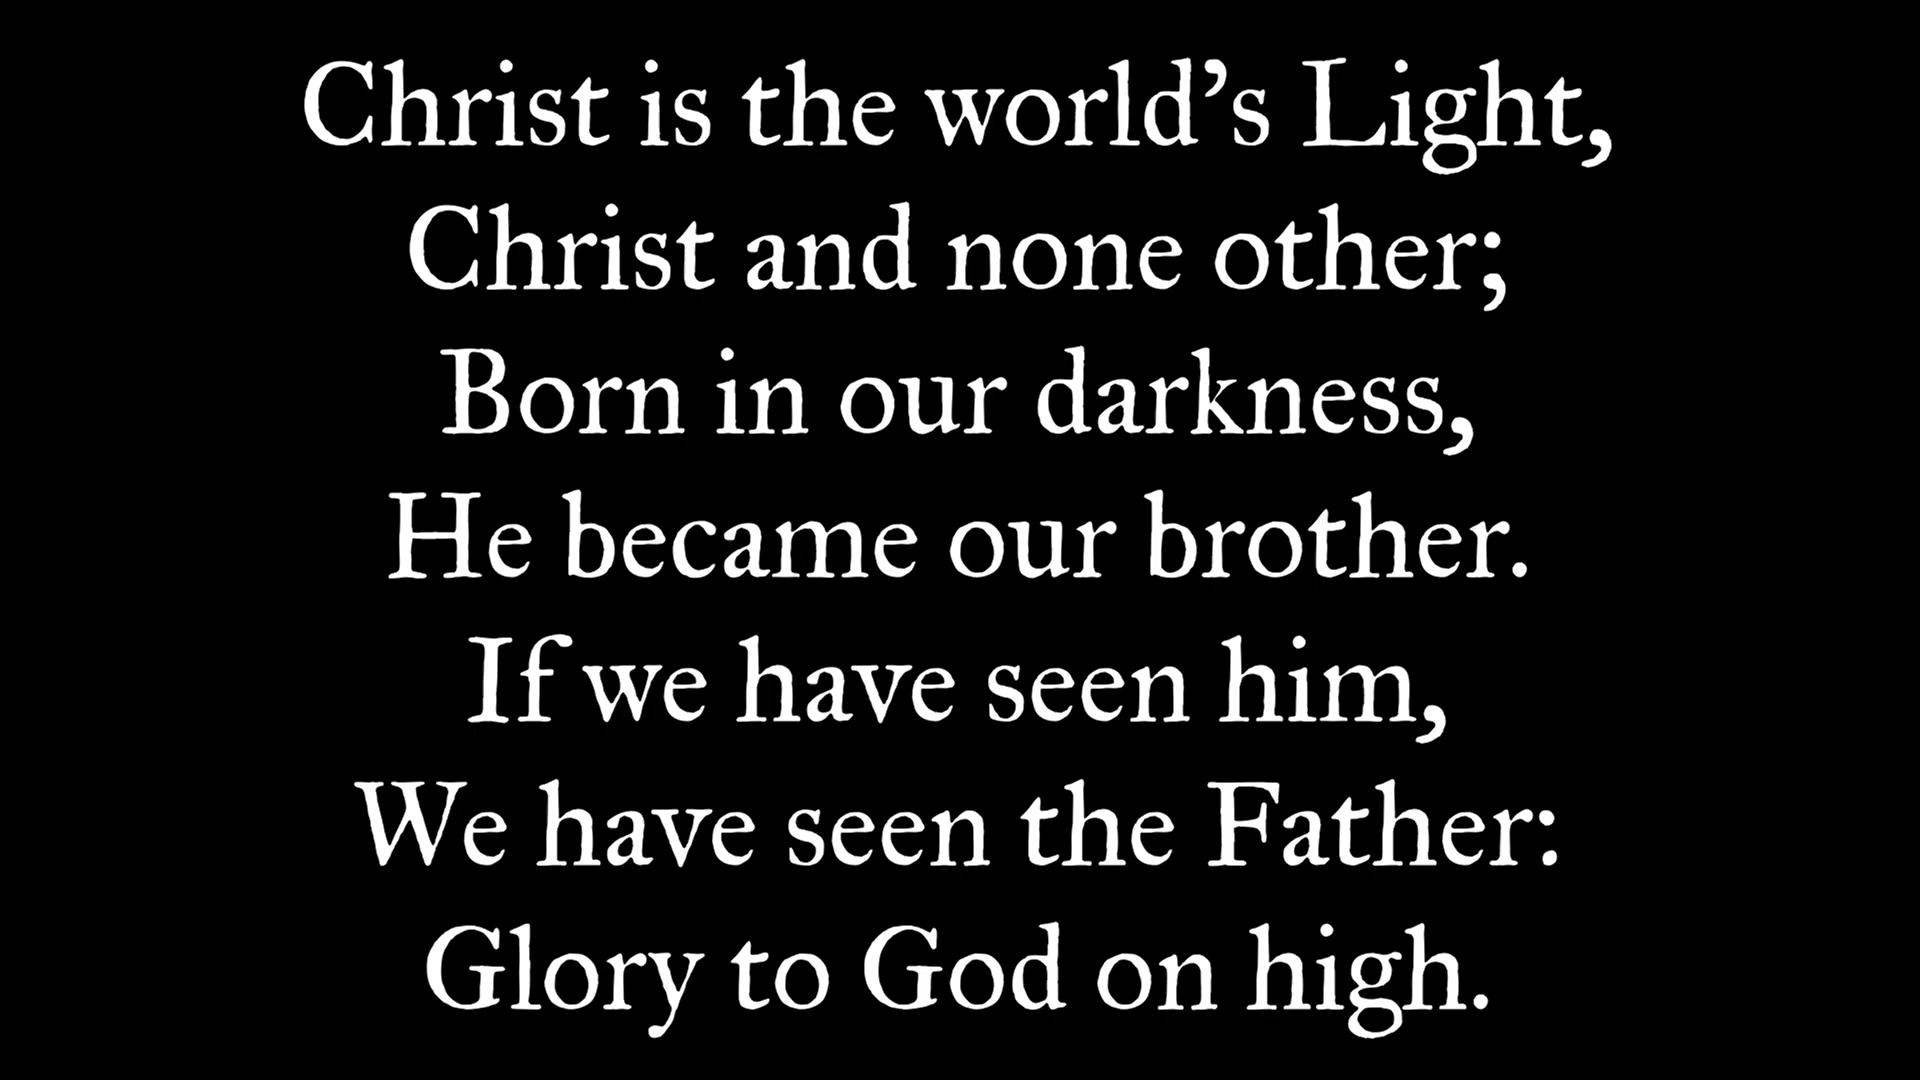 Christ is the world’s Light,
Christ and none other;
Born in our darkness,
He became our brother.
If we have seen him,
We have seen the Father:
Glory to God on high.